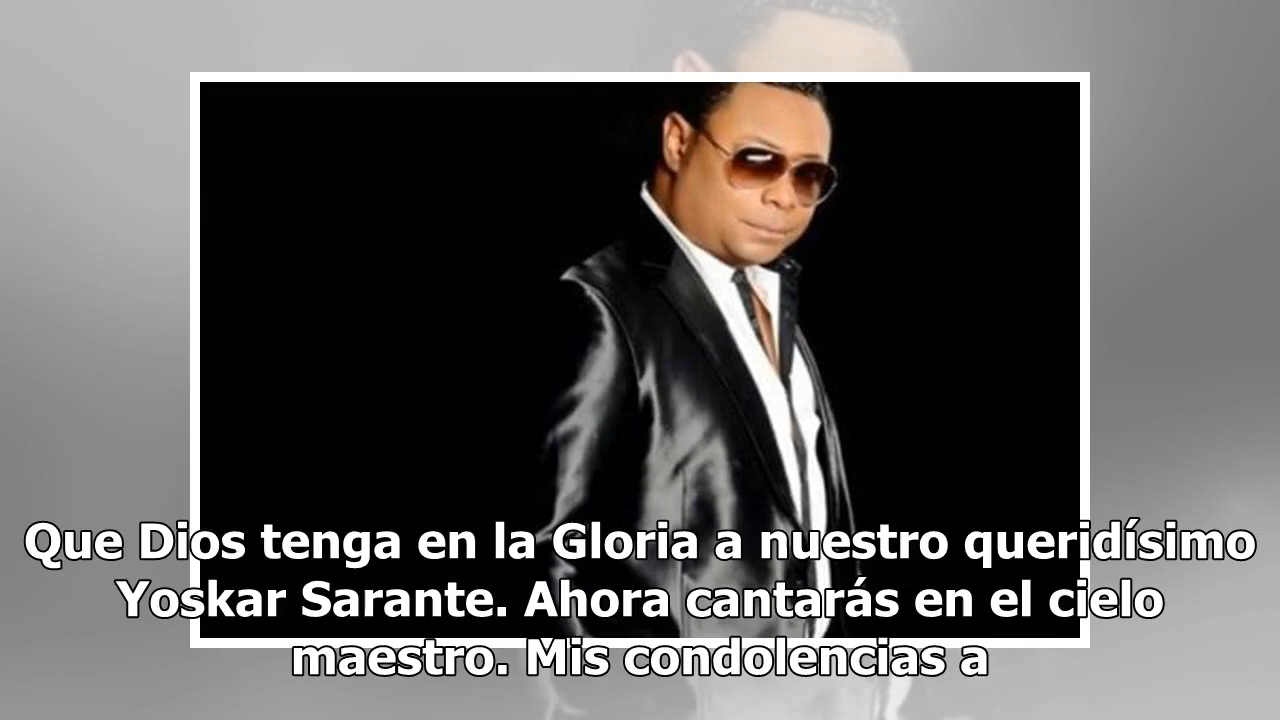 Que Dios tenga en la Gloria a nuestro queridísimo
Yoskar Sarante. Ahora cantarás en el cielo
maestro. Mis condolencias a